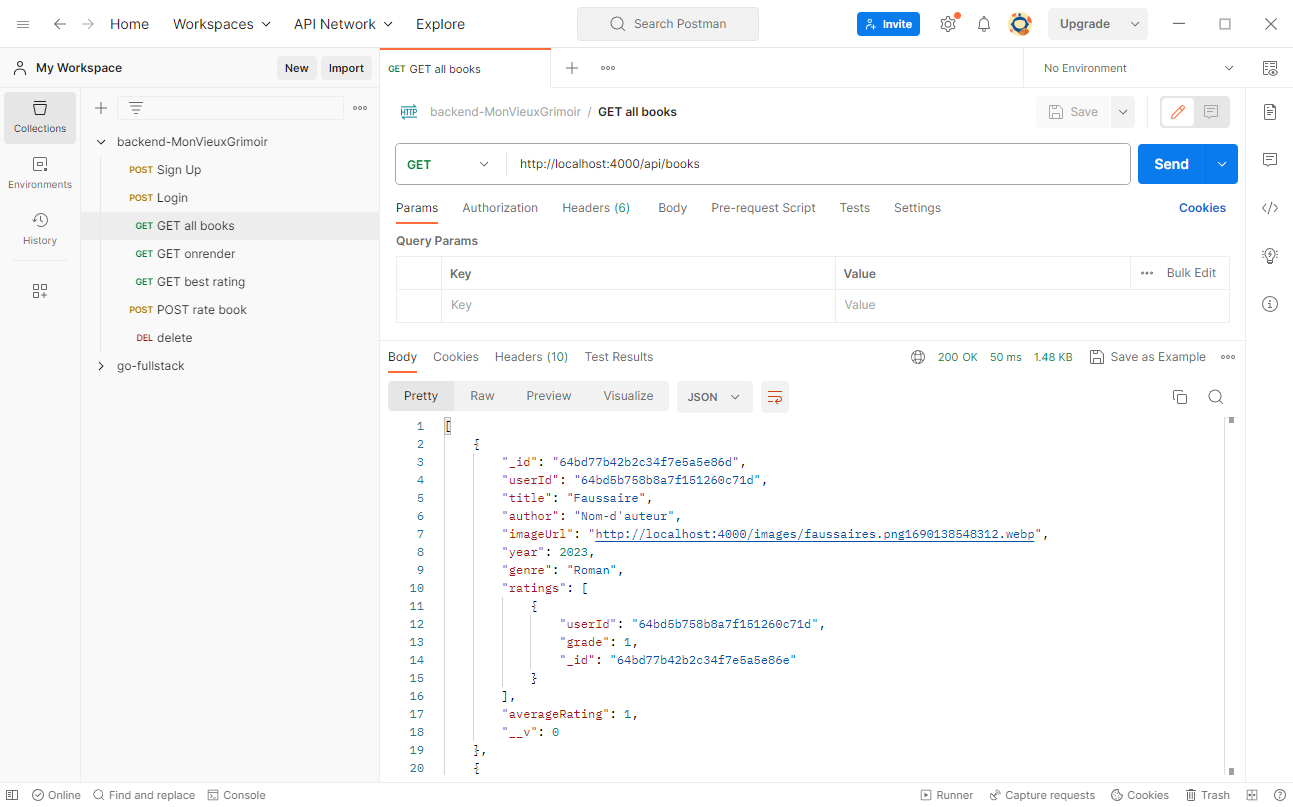 Home Workspaces API Network Explore Search Postman Invite Upgrade
My Workspace New Import GET GET all books No Environment
Collections
Environments
History
backend-MonVieuxGrimoir
POST Sign Up
POST Login
GET GET all books
GET GET onrender
GET GET best rating
POST POST rate book
DEL delete
go-fullstack
HTTP backend-MonVieuxGrimoir / GET all books Save
GET http://localhost:4000/api/books Send
Params Authorization Headers (6) Body Pre-request Script Tests Settings Cookies
Query Params
Key Value Bulk Edit
Key Value
Body Cookies Headers (10) Test Results 200 OK 50 ms 1.48 KB Save as Example
Pretty Raw Preview Visualize JSON
1 [
2 {
3 "_id": "64bd77b42b2c34f7e5a5e86d",
4 "userId": "64bd5b758b8a7f151260c71d",
5 "title": "Faussaire",
6 "author": "Nom-d'auteur",
7 "imageUrl": "http://localhost:4000/images/faussaires.png1690138548312.webp",
8 "year": 2023,
9 "genre": "Roman",
10 "ratings": [
11 {
12 "userId": "64bd5b758b8a7f151260c71d",
13 "grade": 1,
14 "_id": "64bd77b42b2c34f7e5a5e86e"
15 }
16 ],
17 "averageRating": 1,
18 "__v": 0
19 },
20 {
Online Find and replace Console Runner Capture requests Cookies Trash